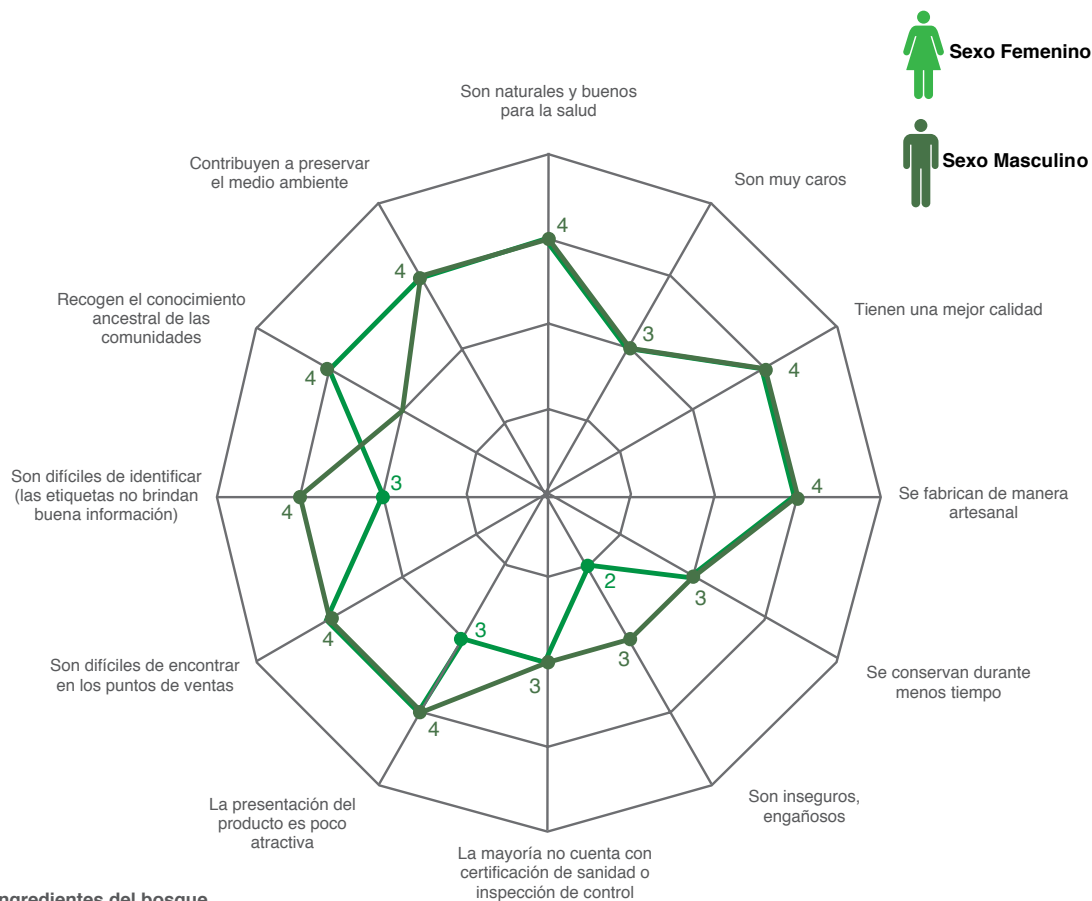 Sexo Femenino
Sexo Masculino
Son naturales y buenos
para la salud
Son muy caros
Tienen una mejor calidad
Se fabrican de manera
artesanal
Se conservan durante
menos tiempo
Son inseguros,
engañosos
La mayoría no cuenta con
certificación de sanidad o
inspección de control
La presentación del
producto es poco
atractiva
Son difíciles de encontrar
en los puntos de ventas
Son difíciles de identificar
(las etiquetas no brindan
buena información)
Recogen el conocimiento
ancestral de las
comunidades
Contribuyen a preservar
el medio ambiente
4
3
4
4
3
2
3
3
3
4
4
3
4
4
4
ngredientes del bosque